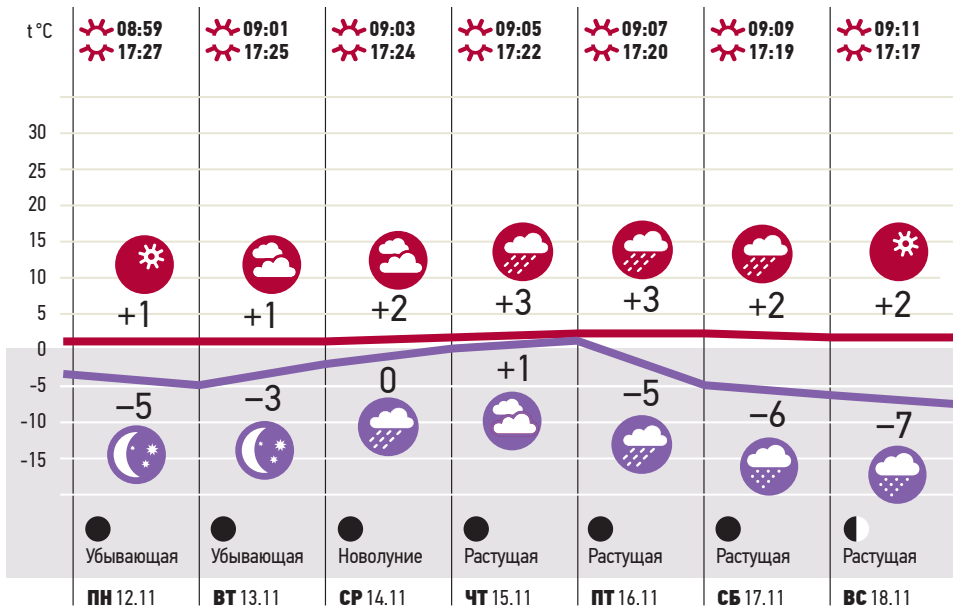 t°C
08:59 09:01 09:03 09:05 09:07 09:09 09:11
17:27 17:25 17:24 17:22 17:20 17:19 17:17
30
25
20
15
10
5
0
-5
-10
-15
+1 +1 +2 +3 +3 +2 +2
–5 –3 0 +1 –5 –6 –7
Убывающая Убывающая Новолуние Растущая Растущая Растущая Растущая
ПН 12.11 ВТ 13.11 СР 14.11 ЧТ 15.11 ПТ 16.11 СБ 17.11 ВС 18.11